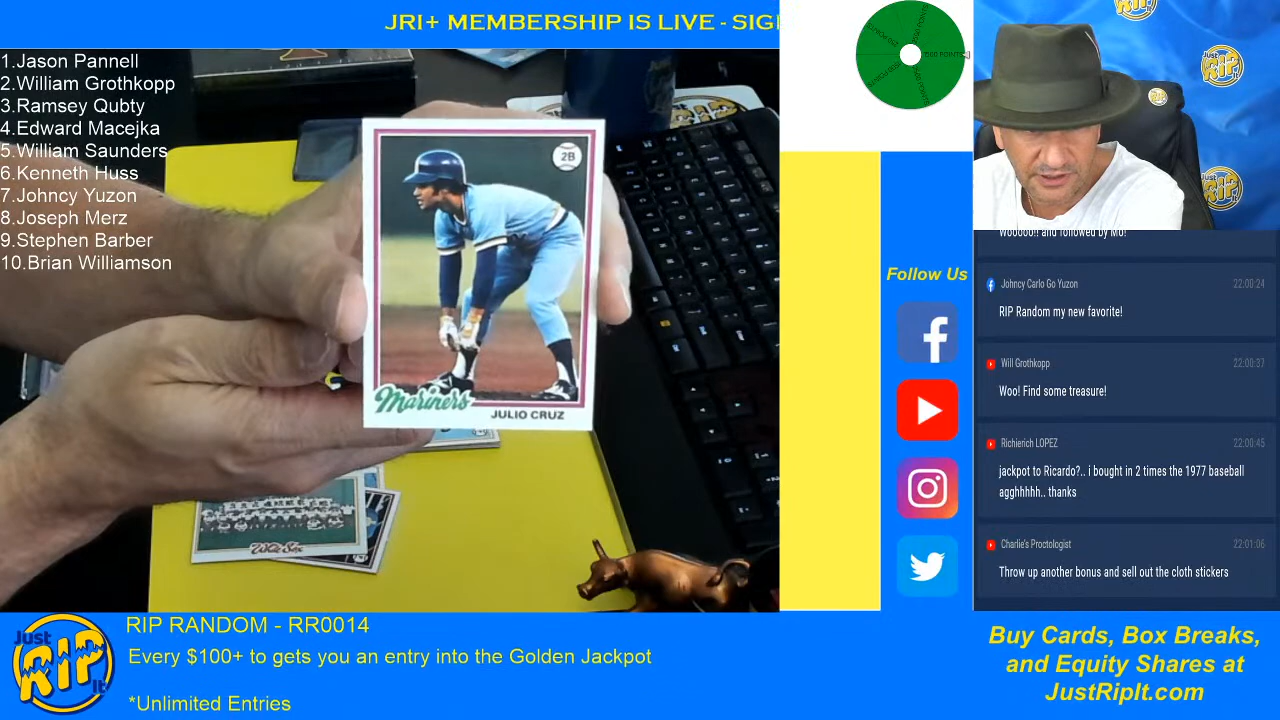 JRI+ MEMBERSHIP IS LIVE - SIG
1.Jason Pannell
2.William Grothkopp
3.Ramsey Qubty
4.Edward Macejka
5.William Saunders
6.Kenneth Huss
7.Johncy Yuzon
8.Joseph Merz
9.Stephen Barber
10.Brian Williamson
2B
Mariners
JULIO CRUZ
White Sox
Follow Us
Wooooo!! and followed by Mo!
Johncy Carlo Go Yuzon 22:00:24
RIP Random my new favorite!
Will Grothkopp 22:00:37
Woo! Find some treasure!
Richierich LOPEZ 22:00:45
jackpot to Ricardo?.. i bought in 2 times the 1977 baseball
agghhhhh.. thanks
Charlie's Proctologist 22:01:06
Throw up another bonus and sell out the cloth stickers
Just
RIP
It
RIP RANDOM - RR0014
Every $100+ to gets you an entry into the Golden Jackpot
*Unlimited Entries
Buy Cards, Box Breaks,
and Equity Shares at
JustRipIt.com